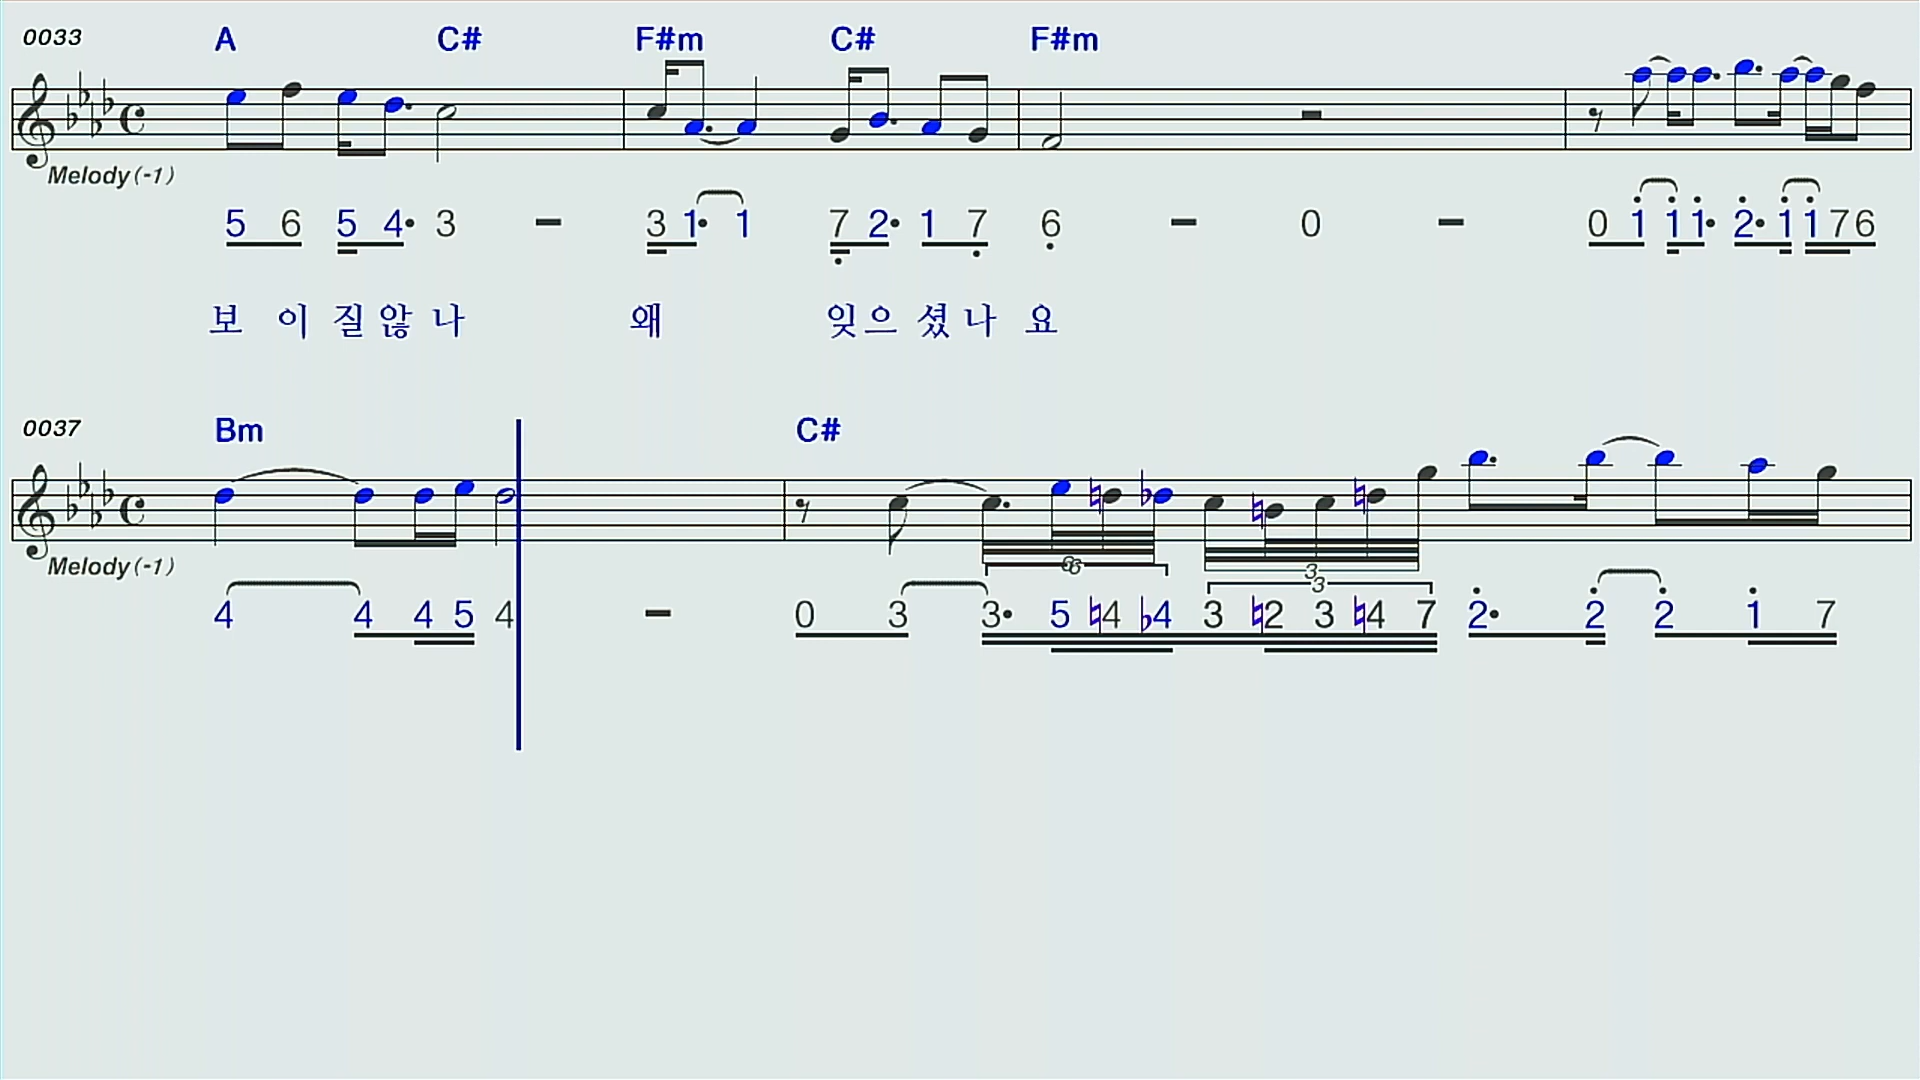 0033 A C# F#m C# F#m
Melody(-1)
5 6 5 4• 3 – 3 1• 1 7 2• 1 7 6 – 0 – 0 1 1 1• 2• 1 1 7 6
보 이 질 않 나 왜 잊 으 셨 나 요
0037 Bm C#
6 3
Melody(-1)
3
4 4 4 5 4 – 0 3 3• 5 ♮4 ♭4 3 ♮2 3 ♮4 7 2• 2 2 1 7